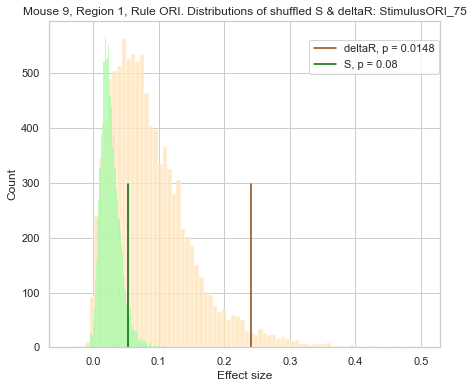 Mouse 9, Region 1, Rule ORI. Distributions of shuffled S & deltaR: StimulusORI_75
deltaR, p = 0.0148
S, p = 0.08
Count
500
400
300
200
100
0
0.0 0.1 0.2 0.3 0.4 0.5
Effect size